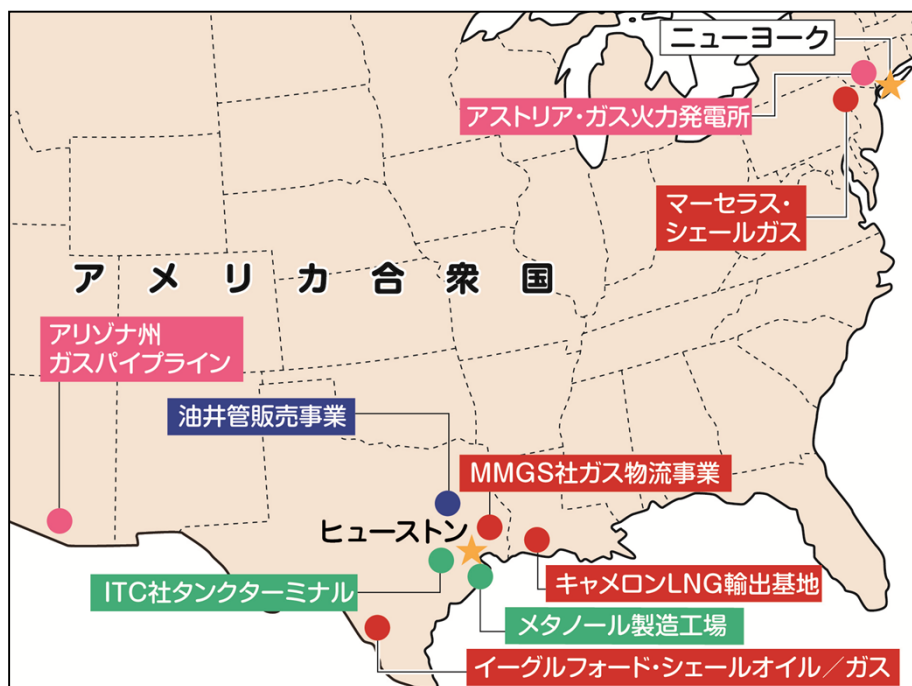 ニューヨーク
アストリア・ガス火力発電所
マーセラス・
シェールガス
アメリカ合衆国
アリゾナ州
ガスパイプライン
油井管販売事業
MMGS社ガス物流事業
ヒューストン
ITC社タンクターミナル
キャメロンLNG輸出基地
メタノール製造工場
イーグルフォード・シェールオイル／ガス